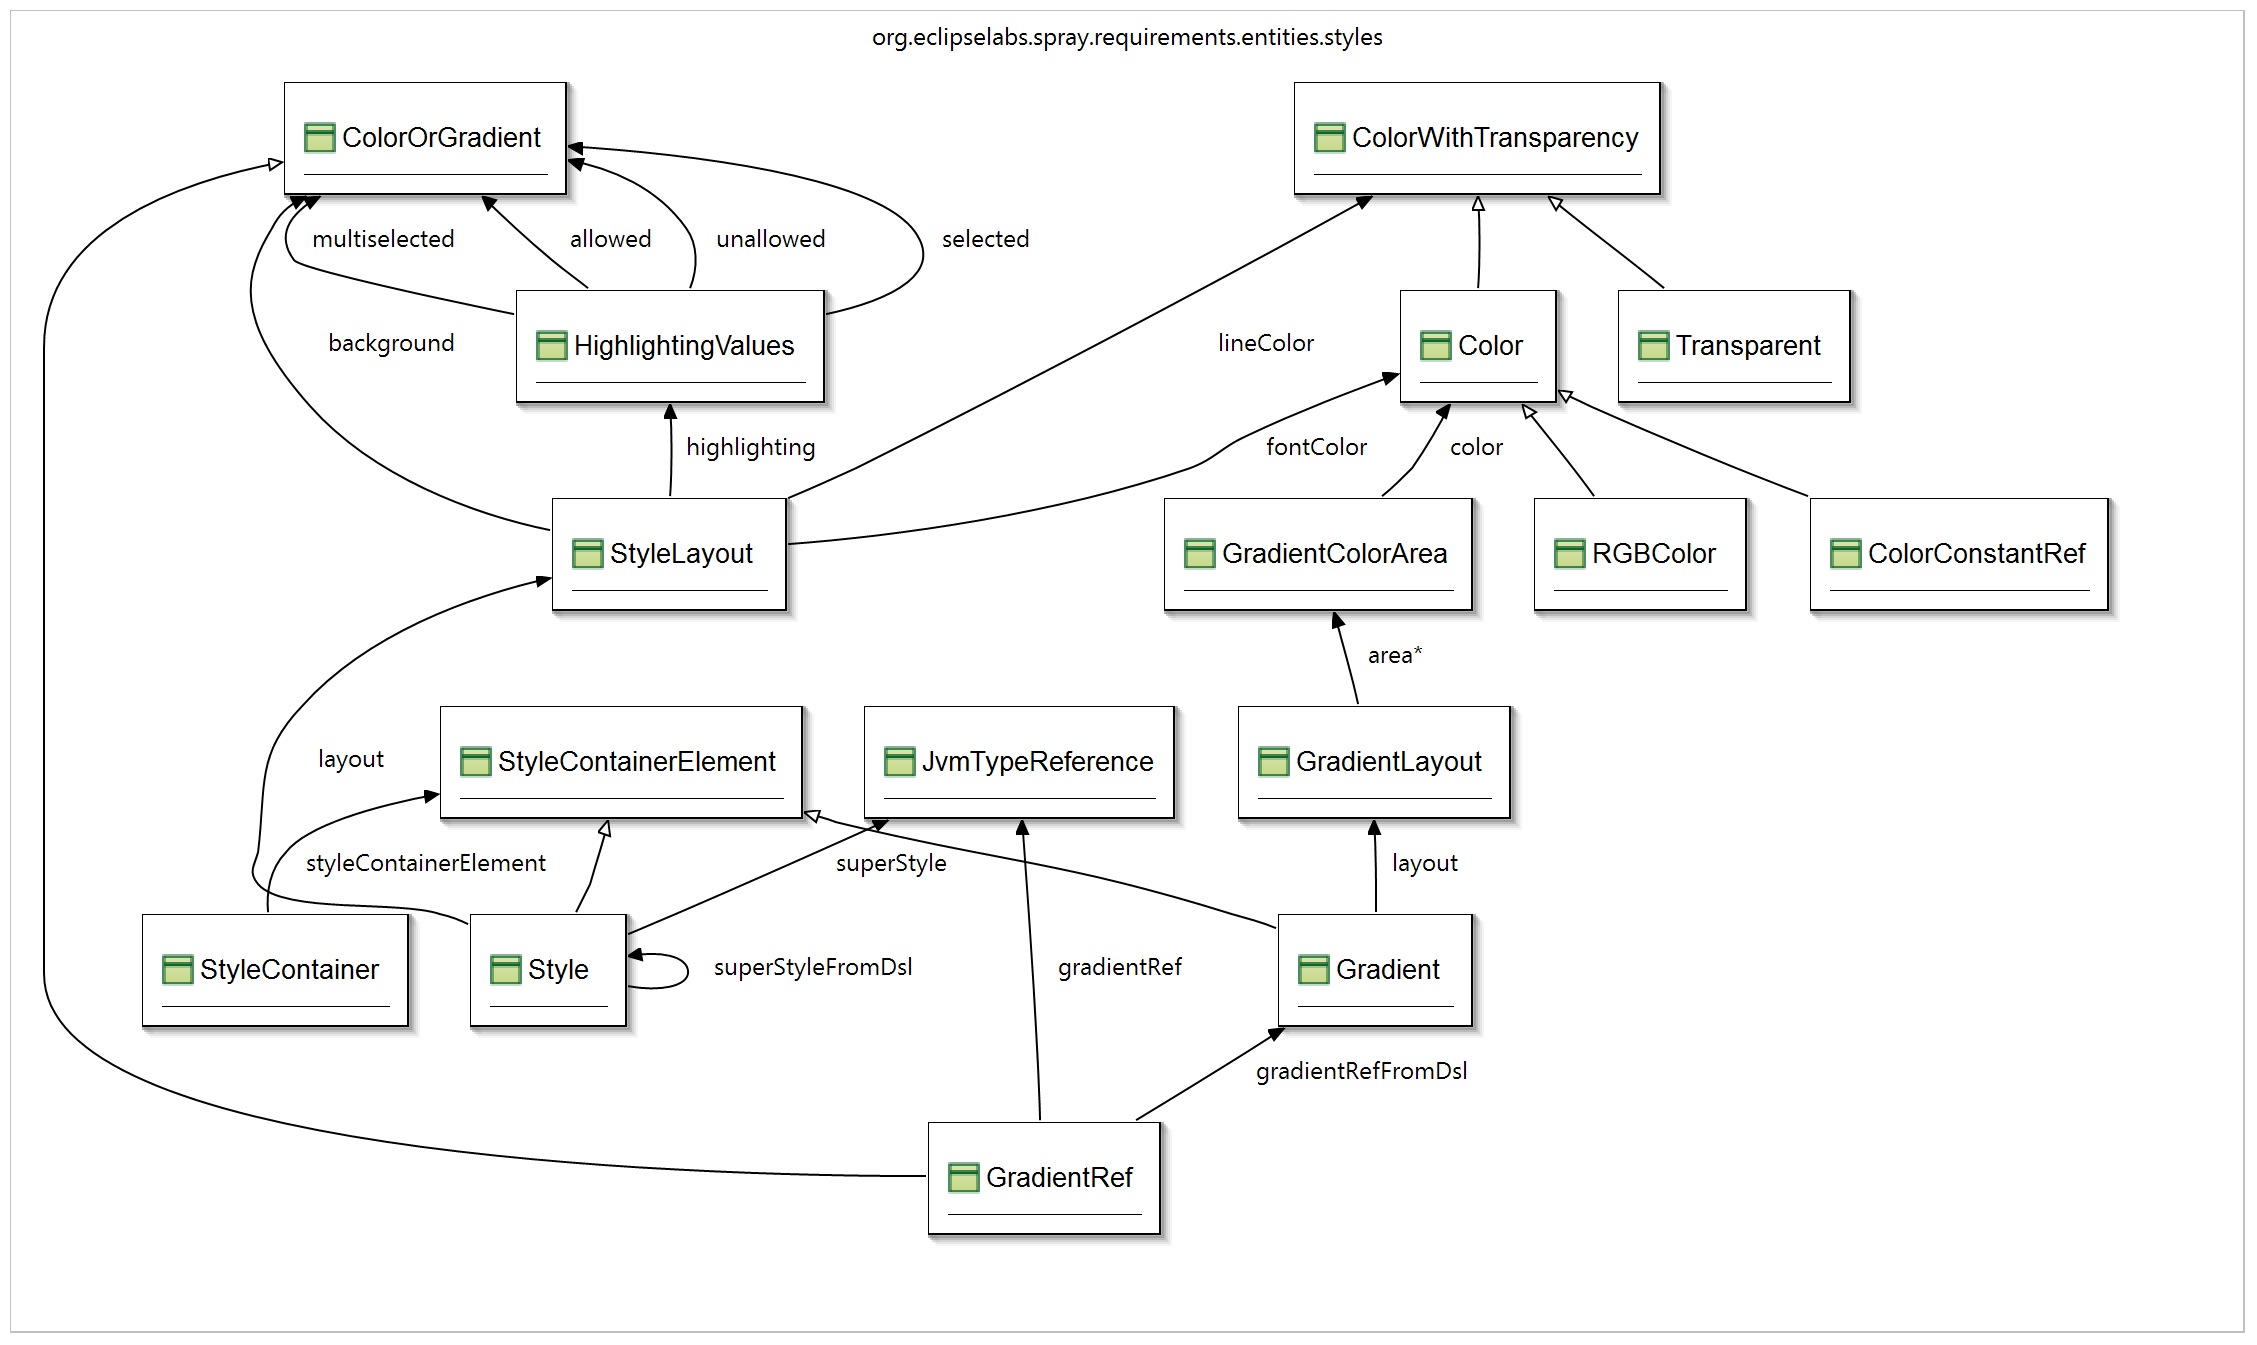 org.eclipselabs.spray.requirements.entities.styles
ColorOrGradient
ColorWithTransparency
multiselected
allowed
unallowed
selected
background
HighlightingValues
lineColor
Color
Transparent
highlighting
fontColor
color
StyleLayout
GradientColorArea
RGBColor
ColorConstantRef
area*
layout
StyleContainerElement
JvmTypeReference
GradientLayout
styleContainerElement
superStyle
layout
StyleContainer
Style
superStyleFromDsl
gradientRef
Gradient
gradientRefFromDsl
GradientRef